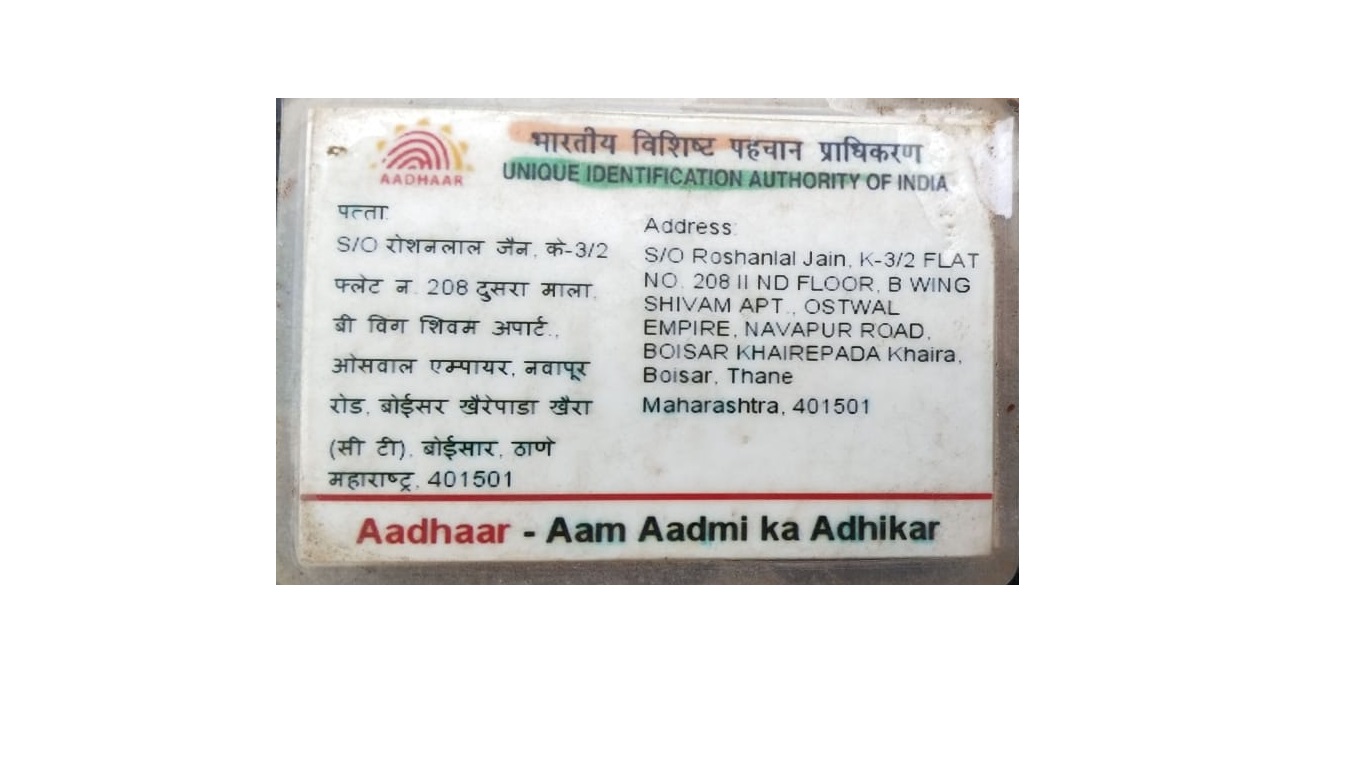 AADHAAR
भारतीय विशिष्ट पहचान प्राधिकरण
UNIQUE IDENTIFICATION AUTHORITY OF INDIA
पत्ता:
S/O रोशनलाल जैन, के-3/2
फ्लेट न. 208 दुसरा माला,
बी विंग शिवम अपार्ट.,
ओसवाल एम्पायर, नवापूर
रोड, बोईसर खैरेपाडा खैरा
(सी टी), बोईसार, ठाणे
महाराष्ट्र, 401501
Address:
S/O Roshanlal Jain, K-3/2 FLAT
NO. 208 II ND FLOOR, B WING
SHIVAM APT., OSTWAL
EMPIRE, NAVAPUR ROAD,
BOISAR KHAIREPADA Khaira,
Boisar, Thane
Maharashtra, 401501
Aadhaar - Aam Aadmi ka Adhikar